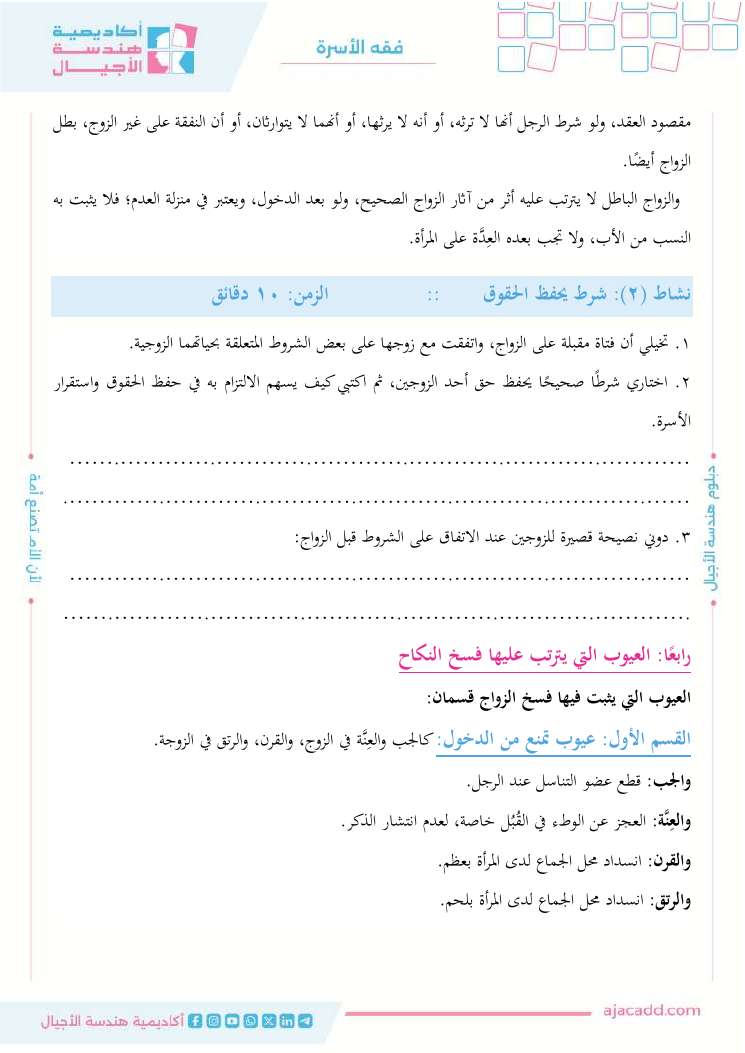 أكاديمية
هندسة
الأجيال
فقه الأسرة
مقصود العقد، ولو شرط الرجل أنها لا ترثه، أو أنه لا يرثها، أو أنهما لا يتوارثان، أو أن النفقة على غير الزوج، بطل
الزواج أيضًا.
والزواج الباطل لا يترتب عليه أثر من آثار الزواج الصحيح، ولو بعد الدخول، ويعتبر في منزلة العدم؛ فلا يثبت به
النسب من الأب، ولا تجب بعده العِدَّة على المرأة.
نشاط (٢): شرط يحفظ الحقوق :: الزمن: ١٠ دقائق
١. تخيلي أن فتاة مقبلة على الزواج، واتفقت مع زوجها على بعض الشروط المتعلقة بحياتهما الزوجية.
٢. اختاري شرطًا صحيحًا يحفظ حق أحد الزوجين، ثم اكتبي كيف يسهم الالتزام به في حفظ الحقوق واستقرار
الأسرة.
................................................................................
................................................................................
٣. دوني نصيحة قصيرة للزوجين عند الاتفاق على الشروط قبل الزواج:
................................................................................
................................................................................
رابعًا: العيوب التي يترتب عليها فسخ النكاح
العيوب التي يثبت فيها فسخ الزواج قسمان:
القسم الأول: عيوب تمنع من الدخول: كالجب والعِنَّة في الزوج، والقرن، والرتق في الزوجة.
والجب: قطع عضو التناسل عند الرجل.
والعِنَّة: العجز عن الوطء في القُبُل خاصة، لعدم انتشار الذكر.
والقرن: انسداد محل الجماع لدى المرأة بعظم.
والرتق: انسداد محل الجماع لدى المرأة بلحم.
دبلوم هندسة الأجيال
لأن الأم تصنع أمة
ajacadd.com
أكاديمية هندسة الأجيال